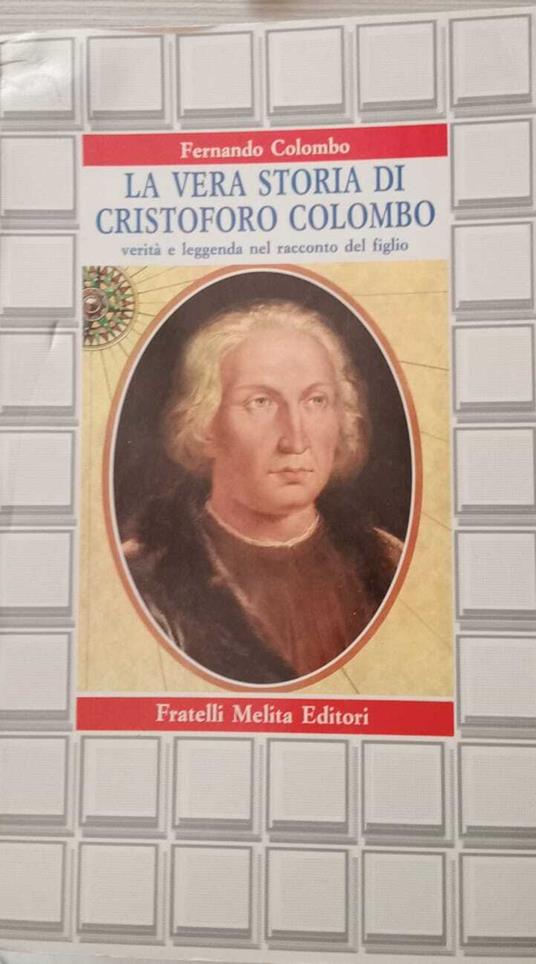 Fernando Colombo
LA VERA STORIA DI
CRISTOFORO COLOMBO
verità e leggenda nel racconto del figlio
Fratelli Melita Editori